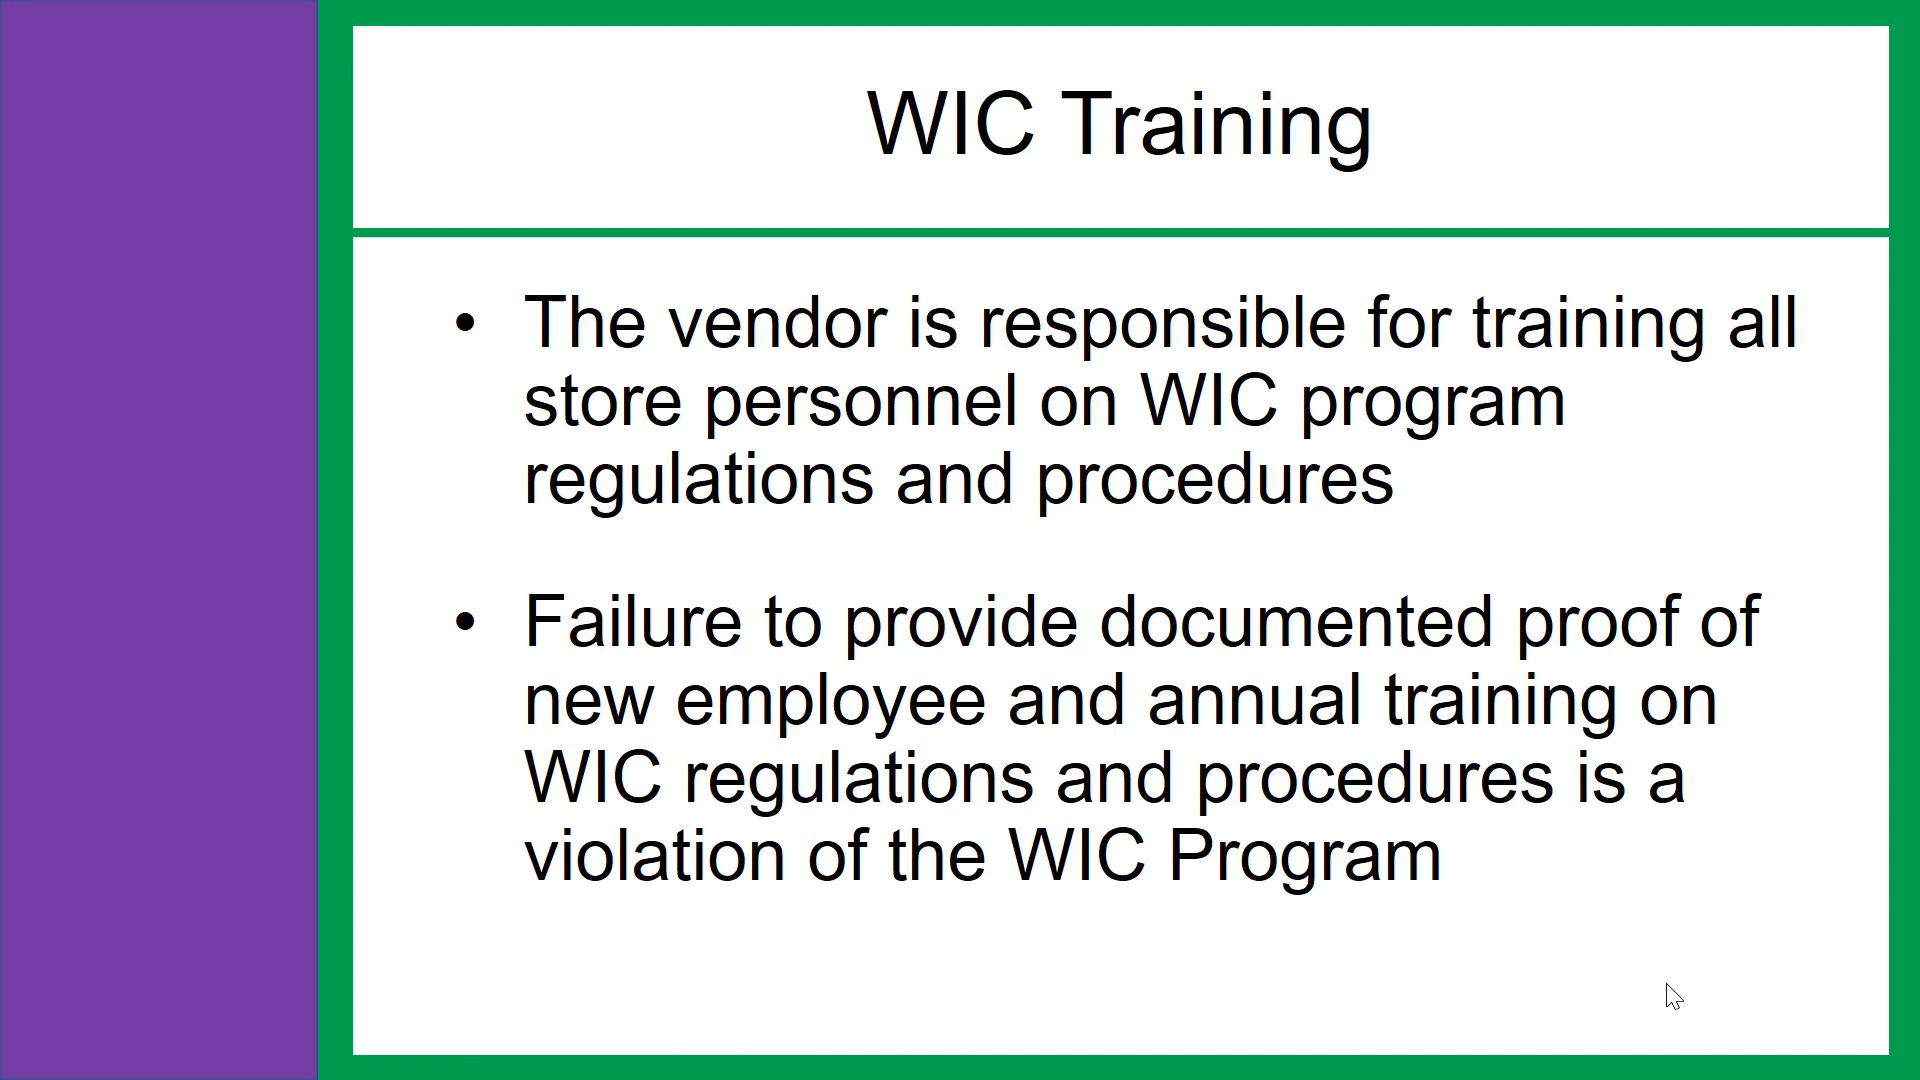 WIC Training
• The vendor is responsible for training all
store personnel on WIC program
regulations and procedures
• Failure to provide documented proof of
new employee and annual training on
WIC regulations and procedures is a
violation of the WIC Program